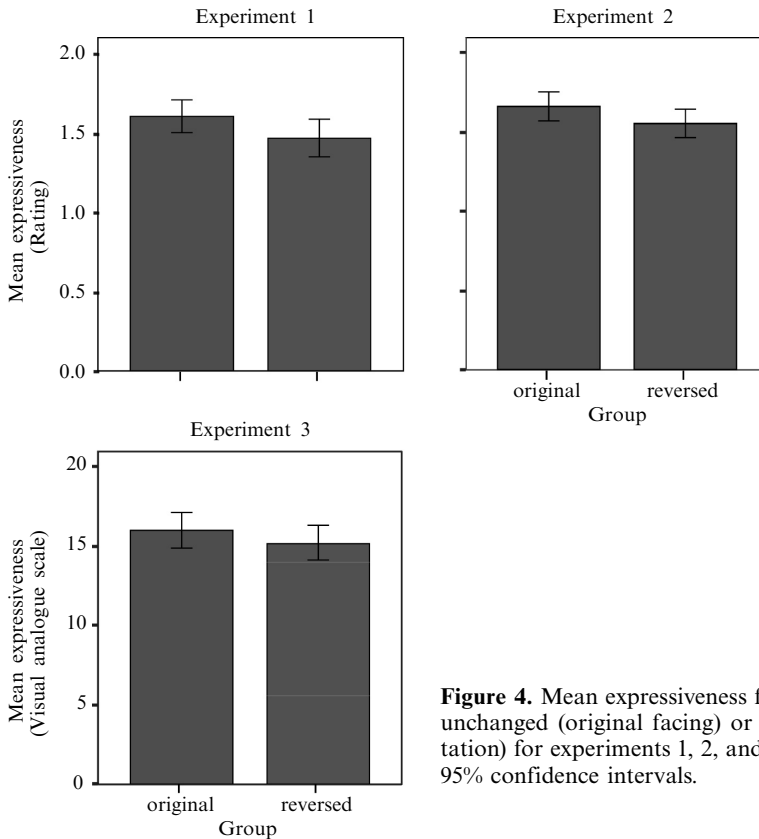 Experiment 1
Mean expressiveness
(Rating)
2.0
1.5
1.0
0.5
0.0
Experiment 2
original reversed
Group
Experiment 3
Mean expressiveness
(Visual analogue scale)
20
15
10
5
0
original reversed
Group
Figure 4. Mean expressiveness f
unchanged (original facing) or
tation) for experiments 1, 2, and
95% confidence intervals.